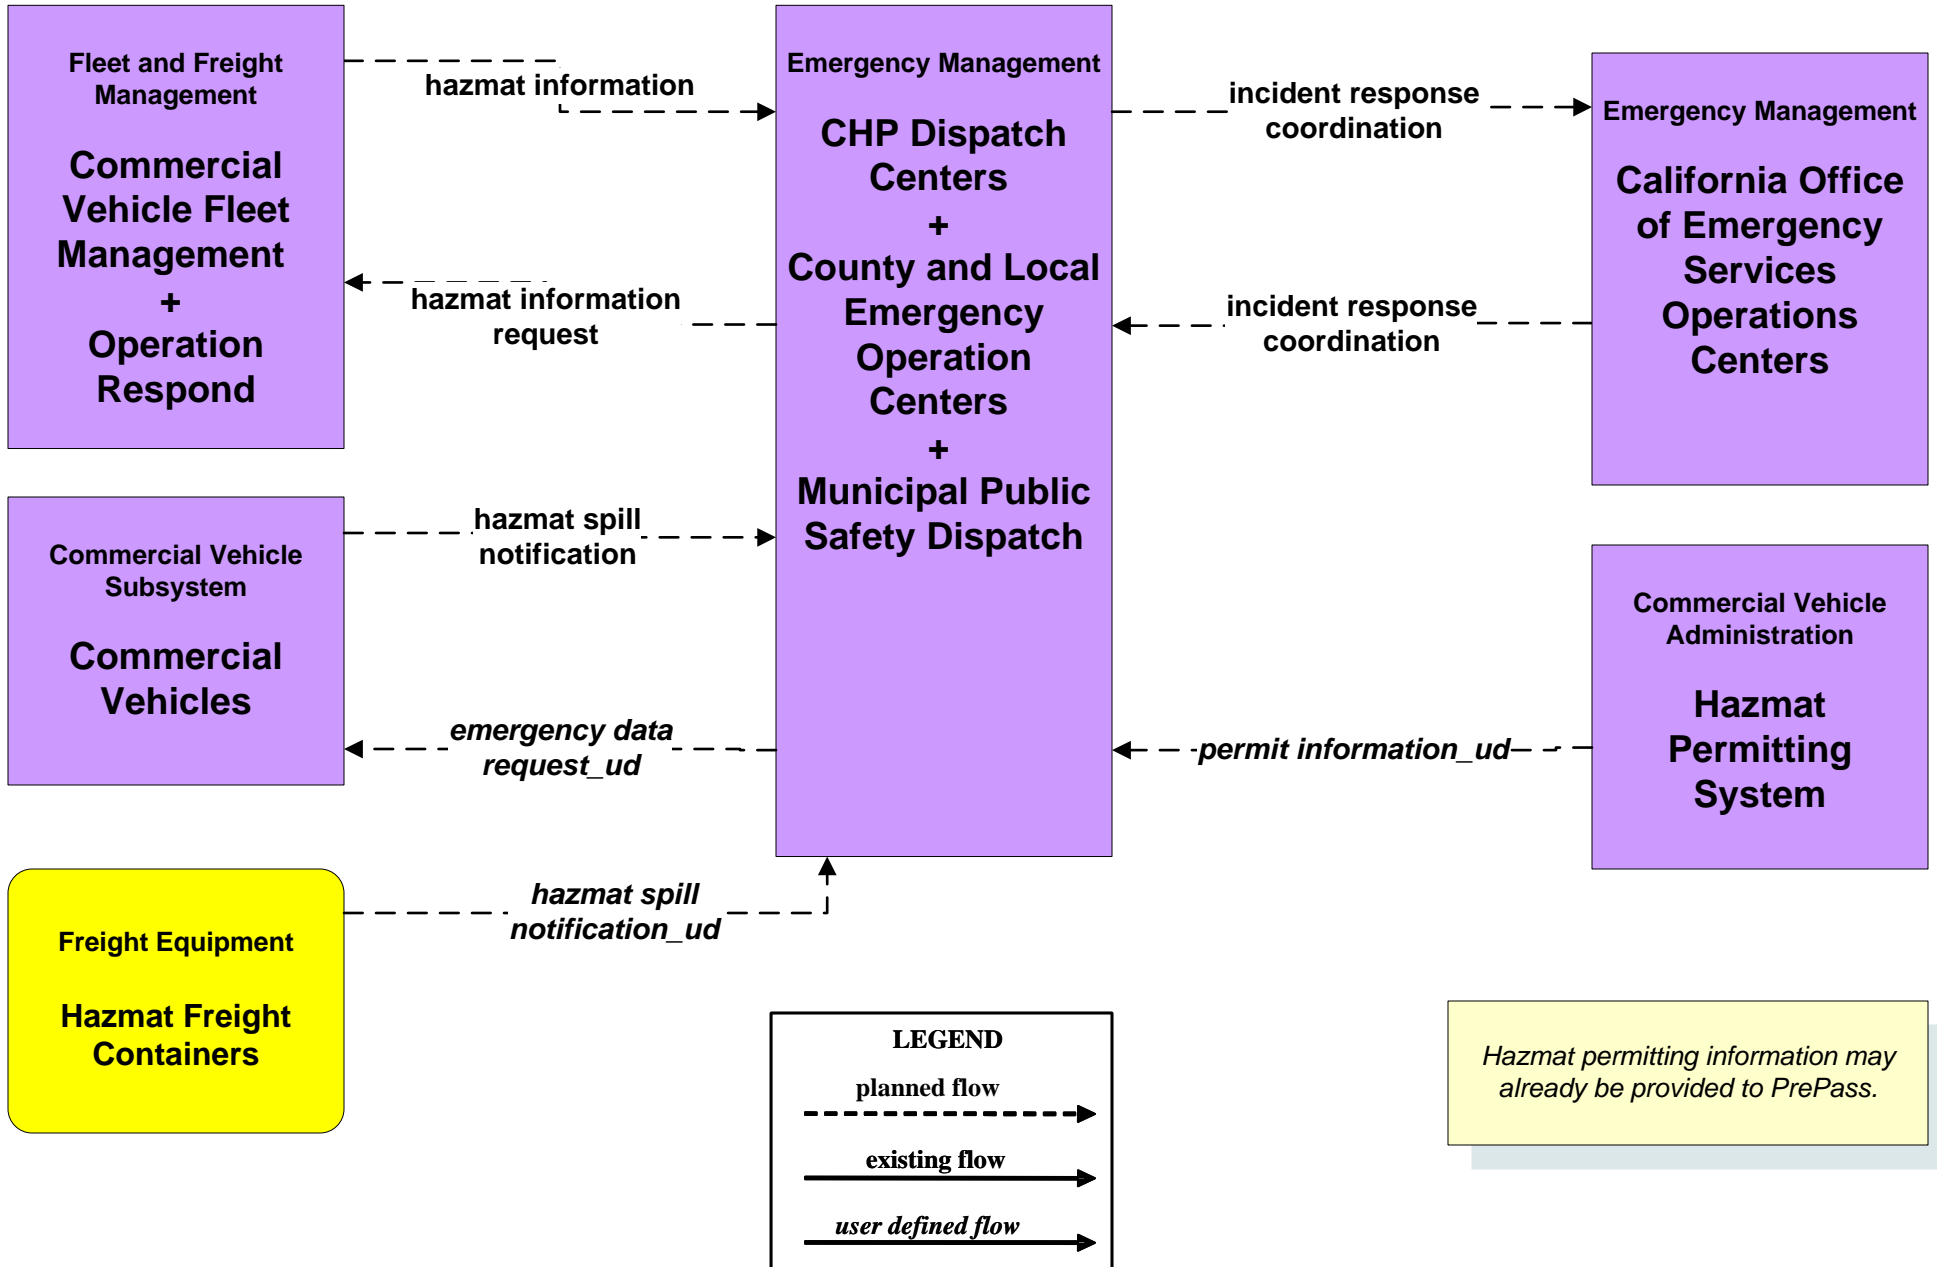 Fleet and Freight
Management
Commercial
Vehicle Fleet
Management
+
Operation
Respond
hazmat information
hazmat information
request
Emergency Management
CHP Dispatch
Centers
+
County and Local
Emergency
Operation
Centers
+
Municipal Public
Safety Dispatch
incident response
coordination
incident response
coordination
Emergency Management
California Office
of Emergency
Services
Operations
Centers
Commercial Vehicle
Subsystem
Commercial
Vehicles
hazmat spill
notification
emergency data
request_ud
permit information_ud
Commercial Vehicle
Administration
Hazmat
Permitting
System
Freight Equipment
Hazmat Freight
Containers
hazmat spill
notification_ud
LEGEND
planned flow
existing flow
user defined flow
Hazmat permitting information may
already be provided to PrePass.